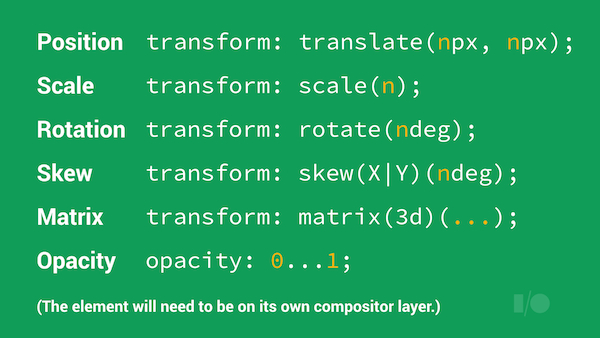 Position transform: translate(npx, npx);
Scale transform: scale(n);
Rotation transform: rotate(ndeg);
Skew transform: skew(X|Y)(ndeg);
Matrix transform: matrix(3d)(...);
Opacity opacity: 0...1;
(The element will need to be on its own compositor layer.)
I/O